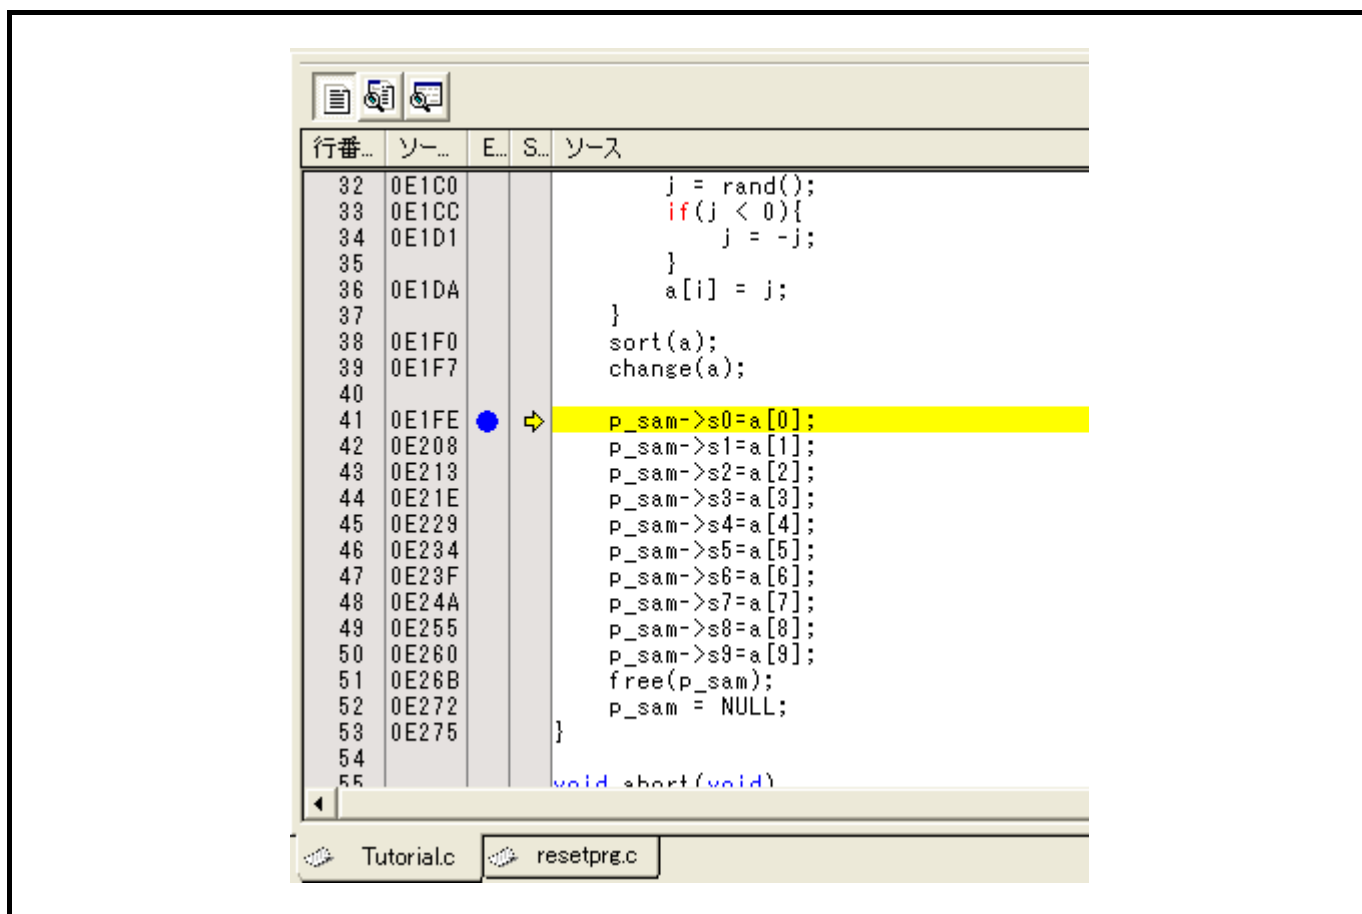 行番... ソー... E... S... ソース
32 0E1C0 j = rand();
33 0E1CC if(j < 0){
34 0E1D1 j = -j;
35 }
36 0E1DA a[i] = j;
37 }
38 0E1F0 sort(a);
39 0E1F7 change(a);
40
41 0E1FE p_sam->s0=a[0];
42 0E208 p_sam->s1=a[1];
43 0E213 p_sam->s2=a[2];
44 0E21E p_sam->s3=a[3];
45 0E229 p_sam->s4=a[4];
46 0E234 p_sam->s5=a[5];
47 0E23F p_sam->s6=a[6];
48 0E24A p_sam->s7=a[7];
49 0E255 p_sam->s8=a[8];
50 0E260 p_sam->s9=a[9];
51 0E26B free(p_sam);
52 0E272 p_sam = NULL;
53 0E275 }
54
55 void abort(void)
Tutorial.c resetprg.c